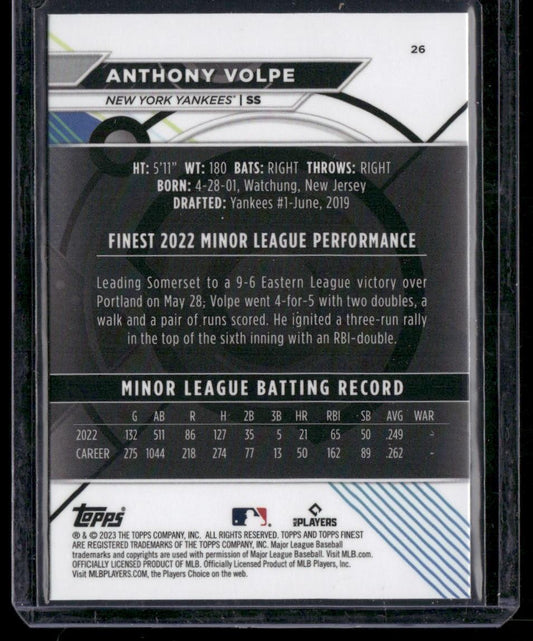 26
ANTHONY VOLPE
NEW YORK YANKEES® | SS
HT: 5'11" WT: 180 BATS: RIGHT THROWS: RIGHT
BORN: 4-28-01, Watchung, New Jersey
DRAFTED: Yankees #1-June, 2019
FINEST 2022 MINOR LEAGUE PERFORMANCE
Leading Somerset to a 9-6 Eastern League victory over
Portland on May 28; Volpe went 4-for-5 with two doubles, a
walk and a pair of runs scored. He ignited a three-run rally
in the top of the sixth inning with an RBI-double.
MINOR LEAGUE BATTING RECORD
G AB R H 2B 3B HR RBI SB AVG WAR
2022 132 511 86 127 35 5 21 65 50 .249 -
CAREER 275 1044 218 274 77 13 50 162 89 .262 -
Topps®
MLB PLAYERS
® & © 2023 THE TOPPS COMPANY, INC. ALL RIGHTS RESERVED. TOPPS AND TOPPS FINEST
ARE REGISTERED TRADEMARKS OF THE TOPPS COMPANY, INC. Major League Baseball
trademarks and copyrights are used with permission of Major League Baseball. Visit MLB.com.
OFFICIALLY LICENSED PRODUCT OF MLB. Officially Licensed Product of MLB Players, Inc.
Visit MLBPLAYERS.COM, the Players Choice on the web.